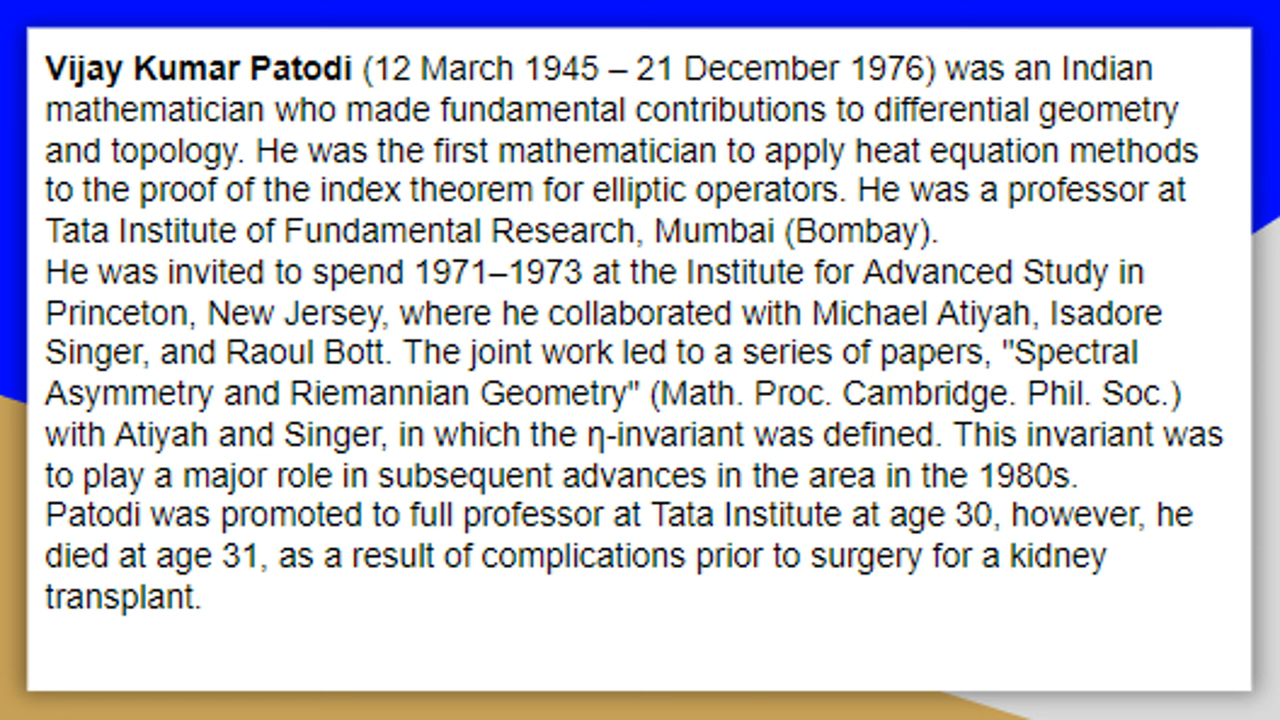 Vijay Kumar Patodi (12 March 1945 – 21 December 1976) was an Indian
mathematician who made fundamental contributions to differential geometry
and topology. He was the first mathematician to apply heat equation methods
to the proof of the index theorem for elliptic operators. He was a professor at
Tata Institute of Fundamental Research, Mumbai (Bombay).
He was invited to spend 1971–1973 at the Institute for Advanced Study in
Princeton, New Jersey, where he collaborated with Michael Atiyah, Isadore
Singer, and Raoul Bott. The joint work led to a series of papers, "Spectral
Asymmetry and Riemannian Geometry" (Math. Proc. Cambridge. Phil. Soc.)
with Atiyah and Singer, in which the η-invariant was defined. This invariant was
to play a major role in subsequent advances in the area in the 1980s.
Patodi was promoted to full professor at Tata Institute at age 30, however, he
died at age 31, as a result of complications prior to surgery for a kidney
transplant.